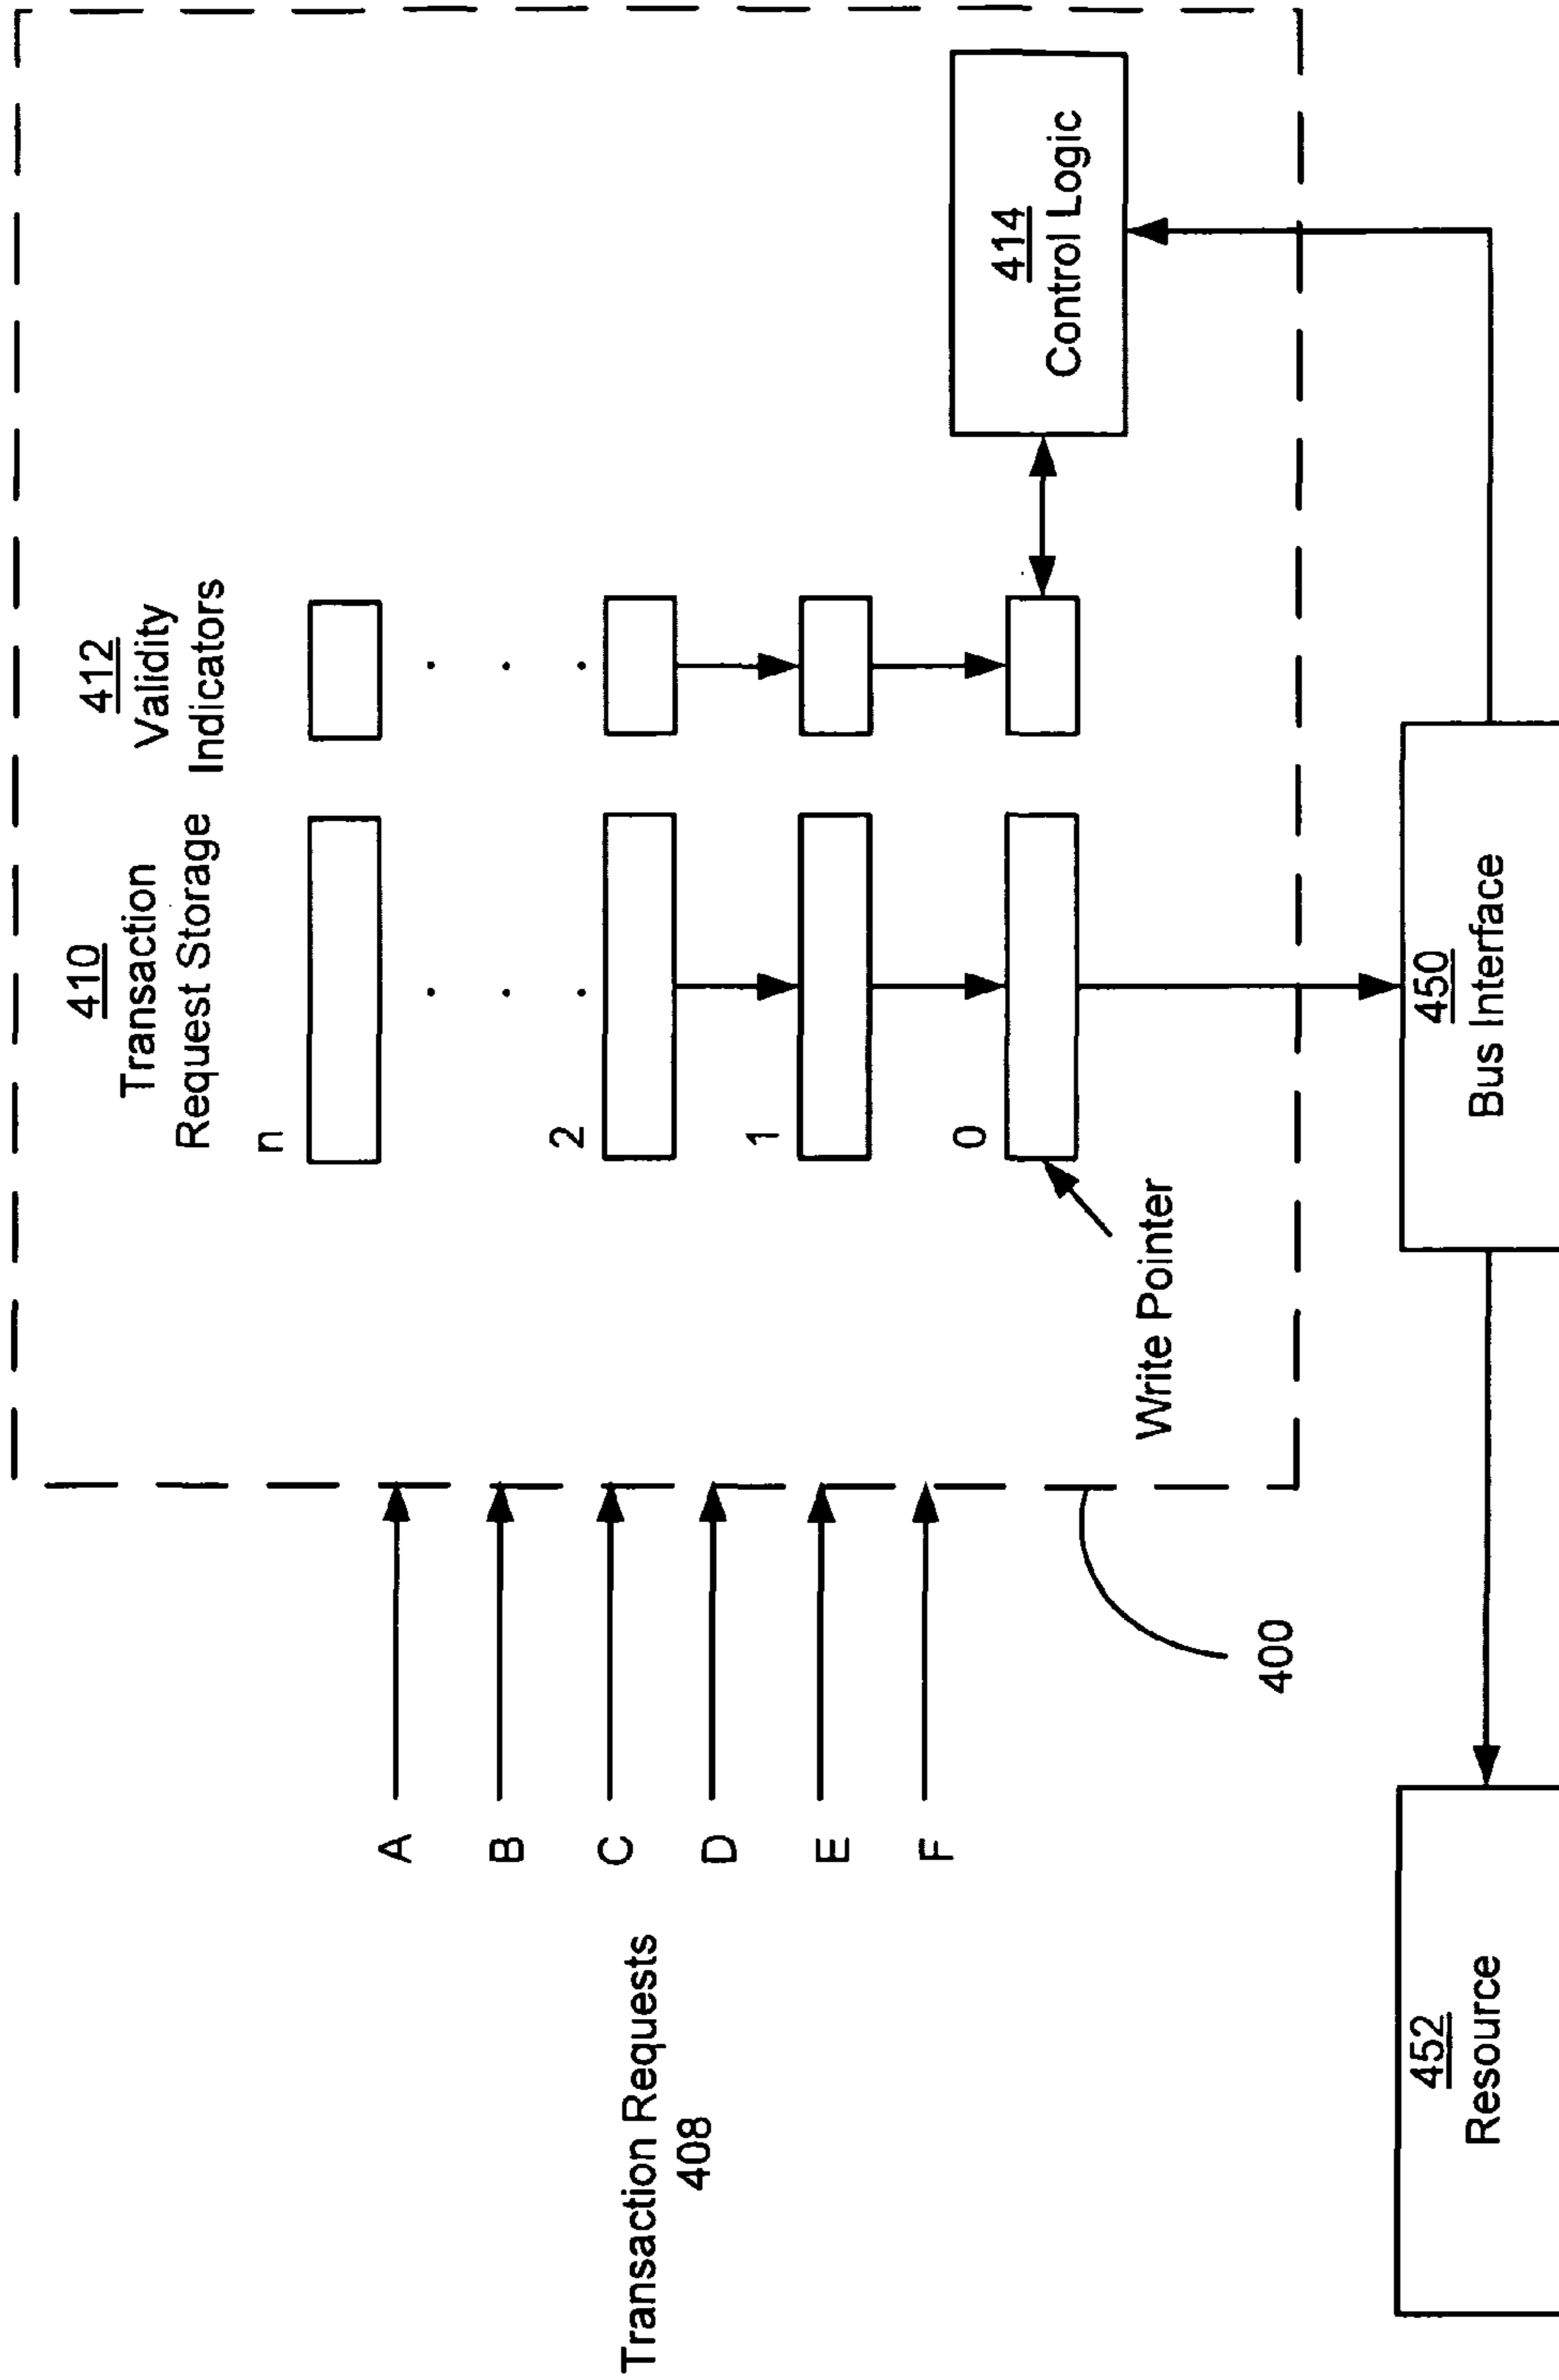 410
Transaction
Request Storage
412
Validity
Indicators
n
2
1
0
Write Pointer
414
Control Logic
A
B
C
D
E
F
Transaction Requests
408
400
450
Bus Interface
452
Resource